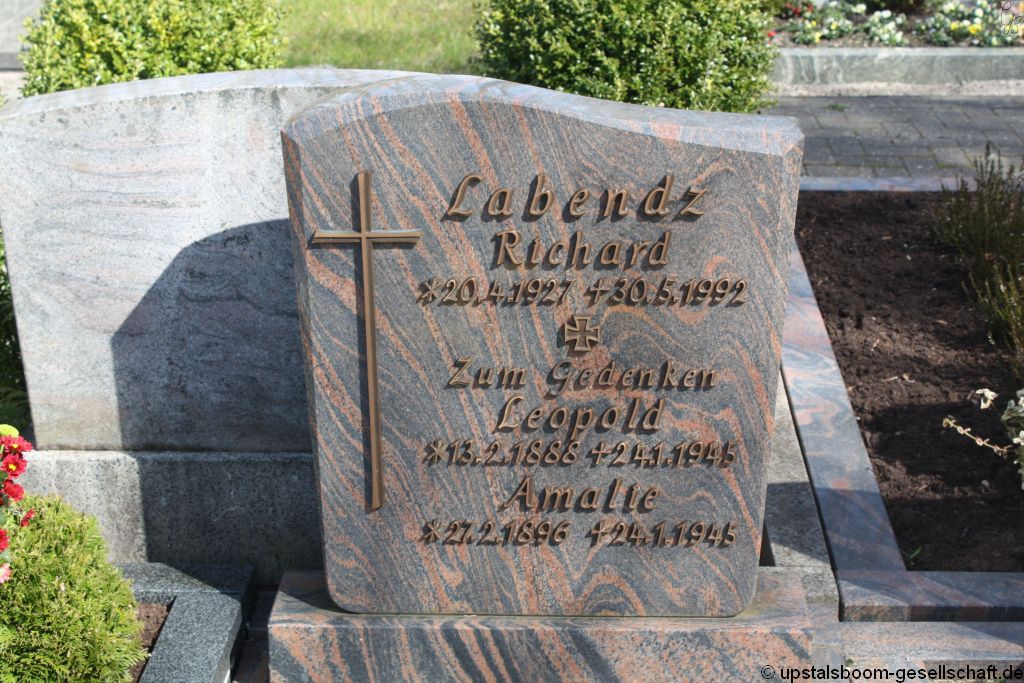 Labendz
Richard
*20.4.1927 +30.5.1992
Zum Gedenken
Leopold
*13.2.1888 +24.1.1945
Amalie
*27.2.1896 +24.1.1945
© upstalsboom-gesellschaft.de